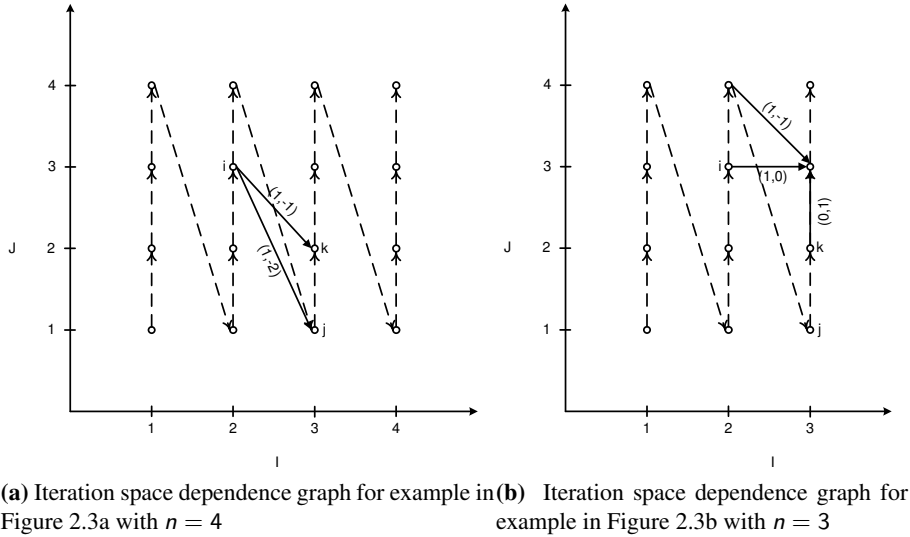 4
3
2
1
J
1
2
3
4
I
i
k
j
(1,-1)
(1,-2)
4
3
2
1
J
1
2
3
I
i
k
j
(1,-1)
(1,0)
(0,1)
(a) Iteration space dependence graph for example in
Figure 2.3a with n = 4
(b) Iteration space dependence graph for
example in Figure 2.3b with n = 3